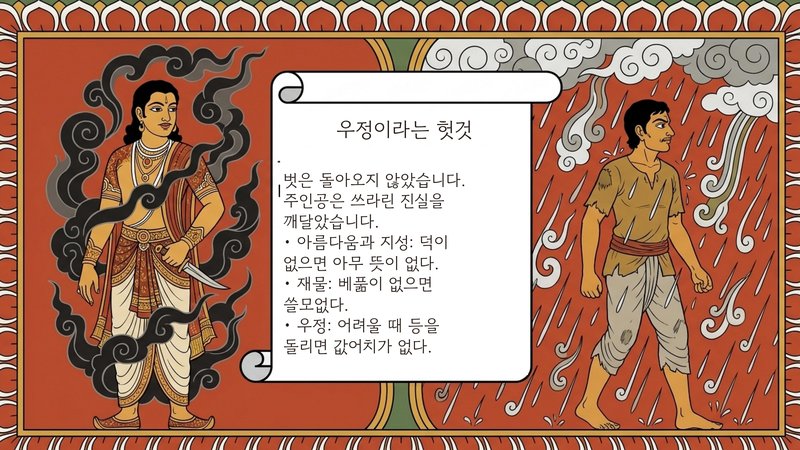 우정이라는 헛것
벗은 돌아오지 않았습니다.
주인공은 쓰라린 진실을
깨달았습니다.
• 아름다움과 지성: 덕이
없으면 아무 뜻이 없다.
• 재물: 베풂이 없으면
쓸모없다.
• 우정: 어려울 때 등을
돌리면 값어치가 없다.